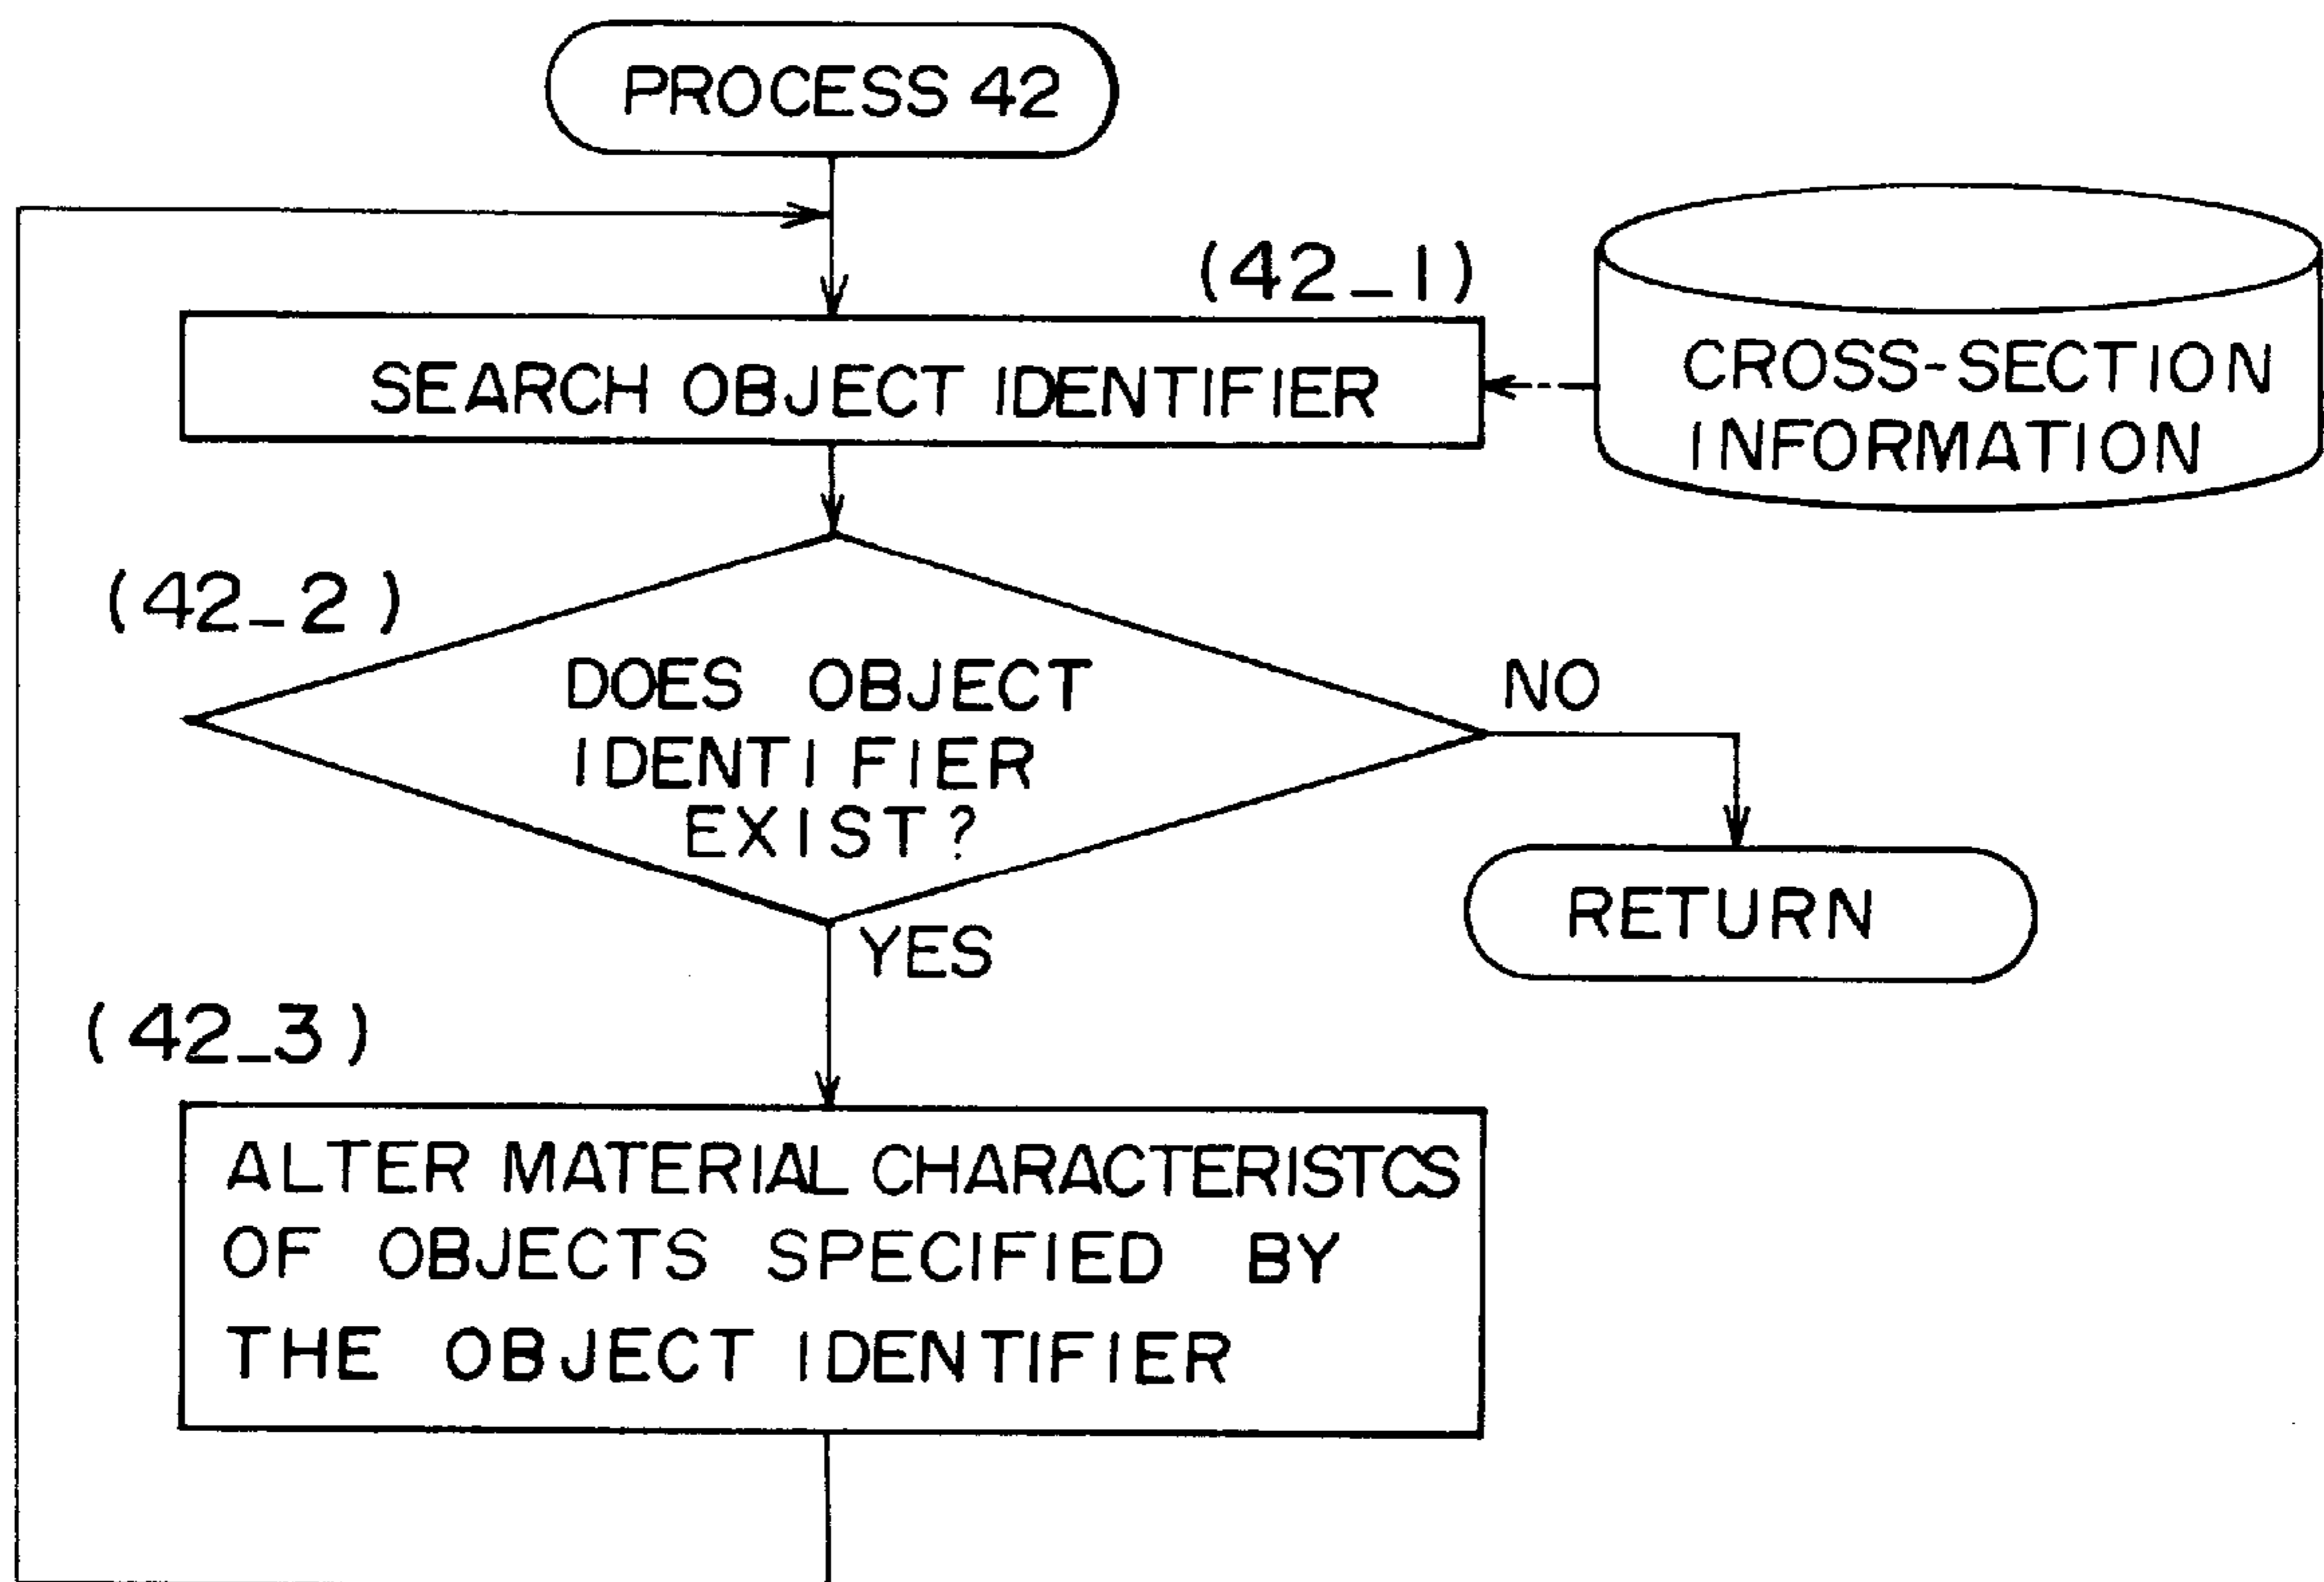 PROCESS 42
(42_1)
SEARCH OBJECT IDENTIFIER
CROSS-SECTION
INFORMATION
(42_2)
DOES OBJECT
IDENTIFIER
EXIST?
NO
RETURN
YES
(42_3)
ALTER MATERIAL CHARACTERISTCS
OF OBJECTS SPECIFIED BY
THE OBJECT IDENTIFIER